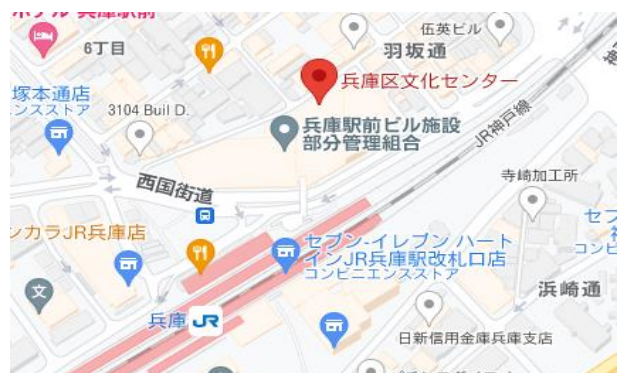 兵庫駅前
6丁目
伍英ビル
羽坂通
兵庫区文化センター
塚本通店
ンスストア
3104 Buil D.
兵庫駅前ビル施設
部分管理組合
JR神戸線
西国街道
寺崎加工所
ンカラJR兵庫店
セブン-イレブン ハート
インJR兵庫駅改札口店
コンビニエンスストア
セブ
コンビ
浜崎通
文
兵庫 JR
日新信用金庫兵庫支店